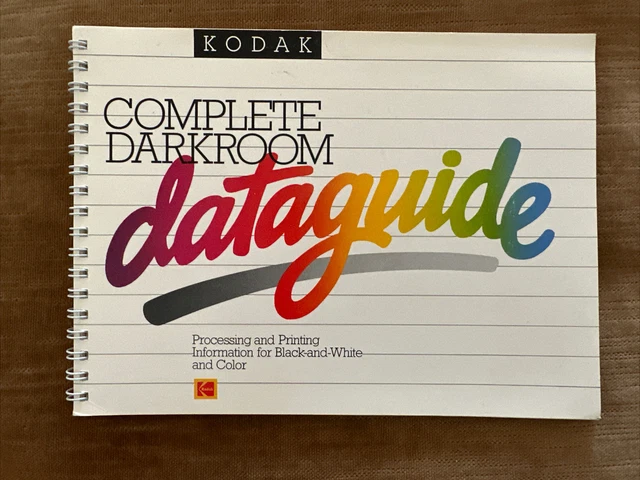 KODAK
COMPLETE
DARKROOM
dataguide
Processing and Printing
Information for Black-and-White
and Color